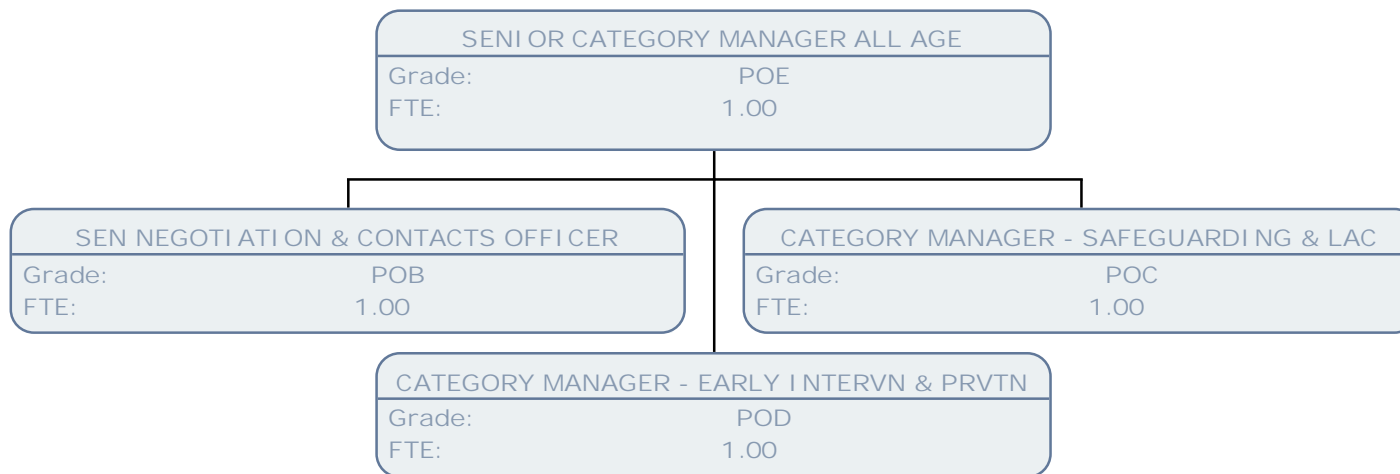 SENIOR CATEGORY MANAGER ALL AGE
Grade: POE
FTE: 1.00
SEN NEGOTIATION & CONTACTS OFFICER
Grade: POB
FTE: 1.00
CATEGORY MANAGER - SAFEGUARDING & LAC
Grade: POC
FTE: 1.00
CATEGORY MANAGER - EARLY INTERVN & PRVTN
Grade: POD
FTE: 1.00